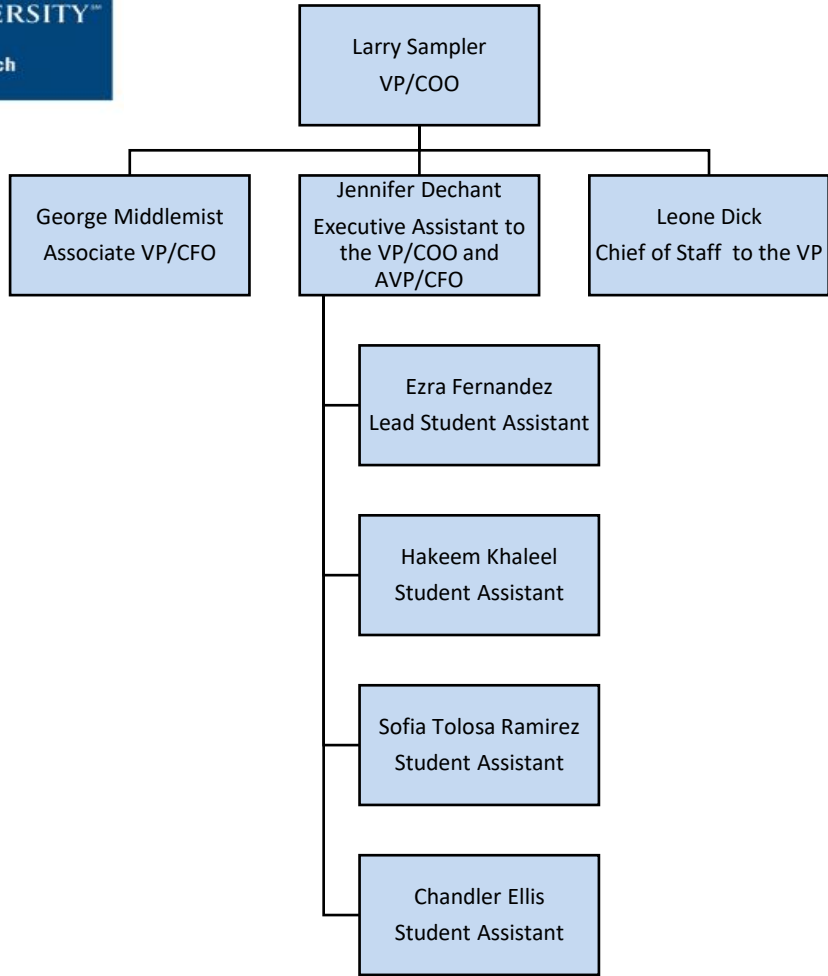 Larry Sampler
VP/COO
George Middlemist
Associate VP/CFO
Jennifer Dechant
Executive Assistant to
the VP/COO and
AVP/CFO
Leone Dick
Chief of Staff to the VP
Ezra Fernandez
Lead Student Assistant
Hakeem Khaleel
Student Assistant
Sofia Tolosa Ramirez
Student Assistant
Chandler Ellis
Student Assistant